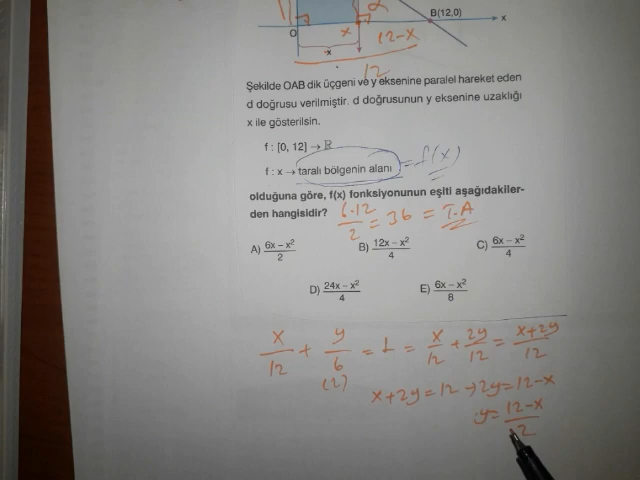 B(12,0)
O x 12-x x
x
12
Şekilde OAB dik üçgeni ve y eksenine paralel hareket eden
d doğrusu verilmiştir. d doğrusunun y eksenine uzaklığı
x ile gösterilsin.
f : [0, 12] → ℝ
f : x → taralı bölgenin alanı = f(x)
olduğuna göre, f(x) fonksiyonunun eşiti aşağıdakiler-
den hangisidir? 6.12/2 = 36 = T.A
A) 6x – x²/2 B) 12x – x²/4 C) 6x – x²/4
D) 24x – x²/4 E) 6x – x²/8
x/12 + y/6 = 1 = x/12 + 2y/12 = x+2y/12
(2)
x+2y=12 → 2y=12-x
y= 12-x/2